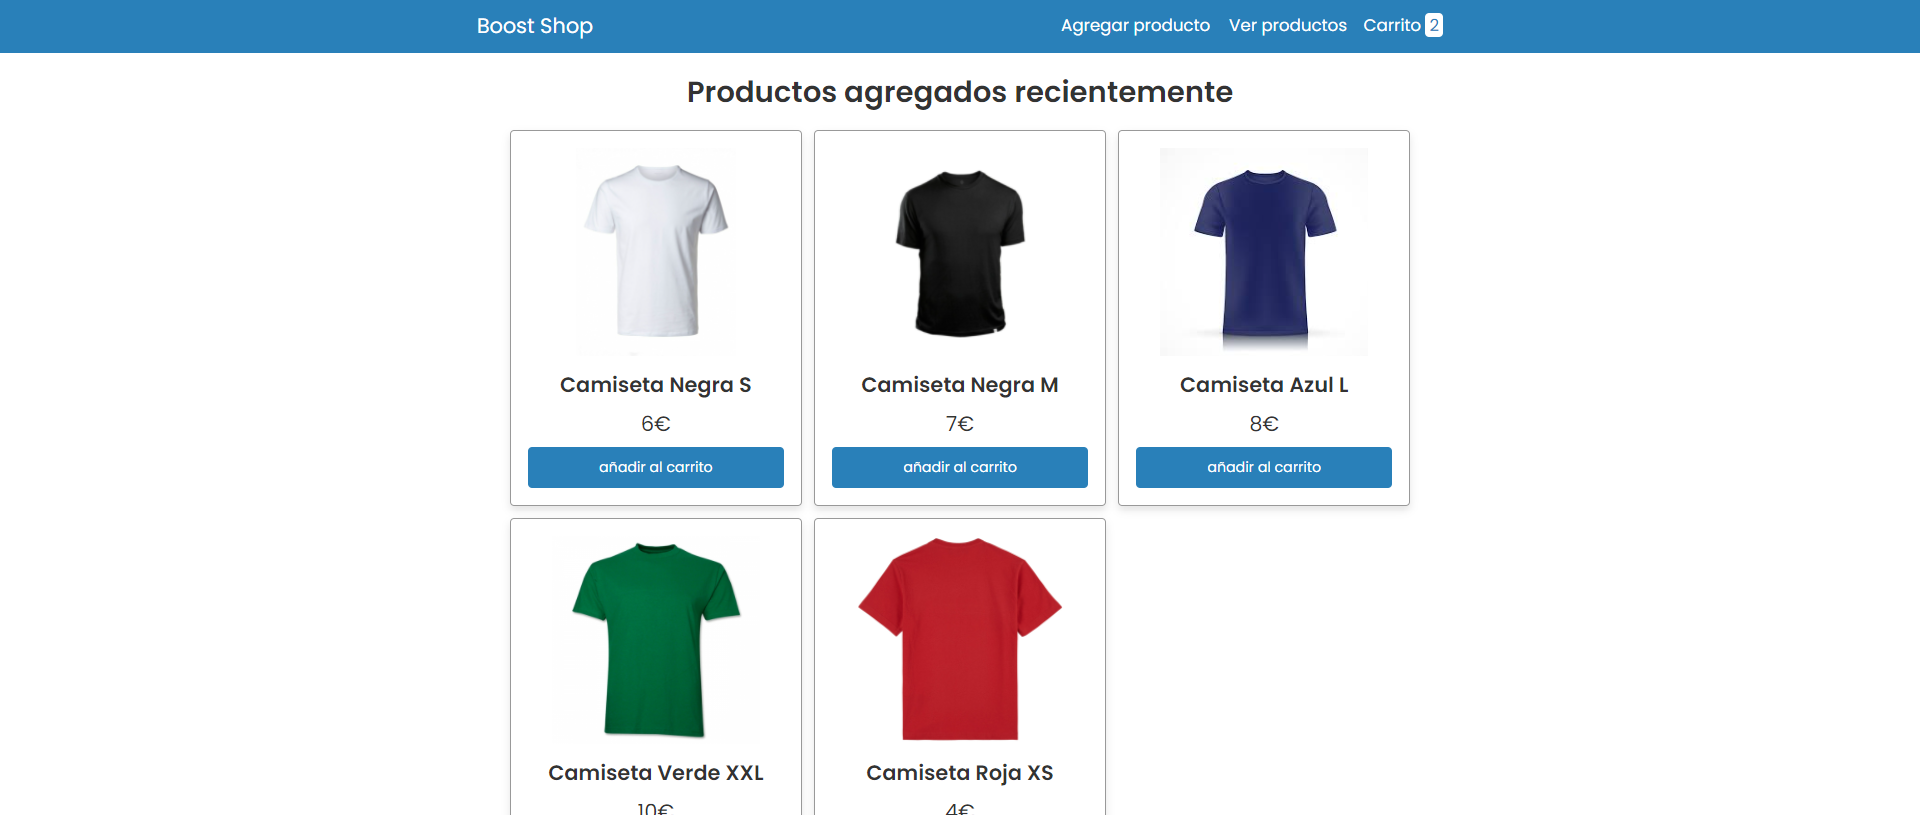 Boost Shop Agregar producto Ver productos Carrito 2
Productos agregados recientemente
Camiseta Negra S
6€
añadir al carrito
Camiseta Negra M
7€
añadir al carrito
Camiseta Azul L
8€
añadir al carrito
Camiseta Verde XXL
10€
Camiseta Roja XS
4€